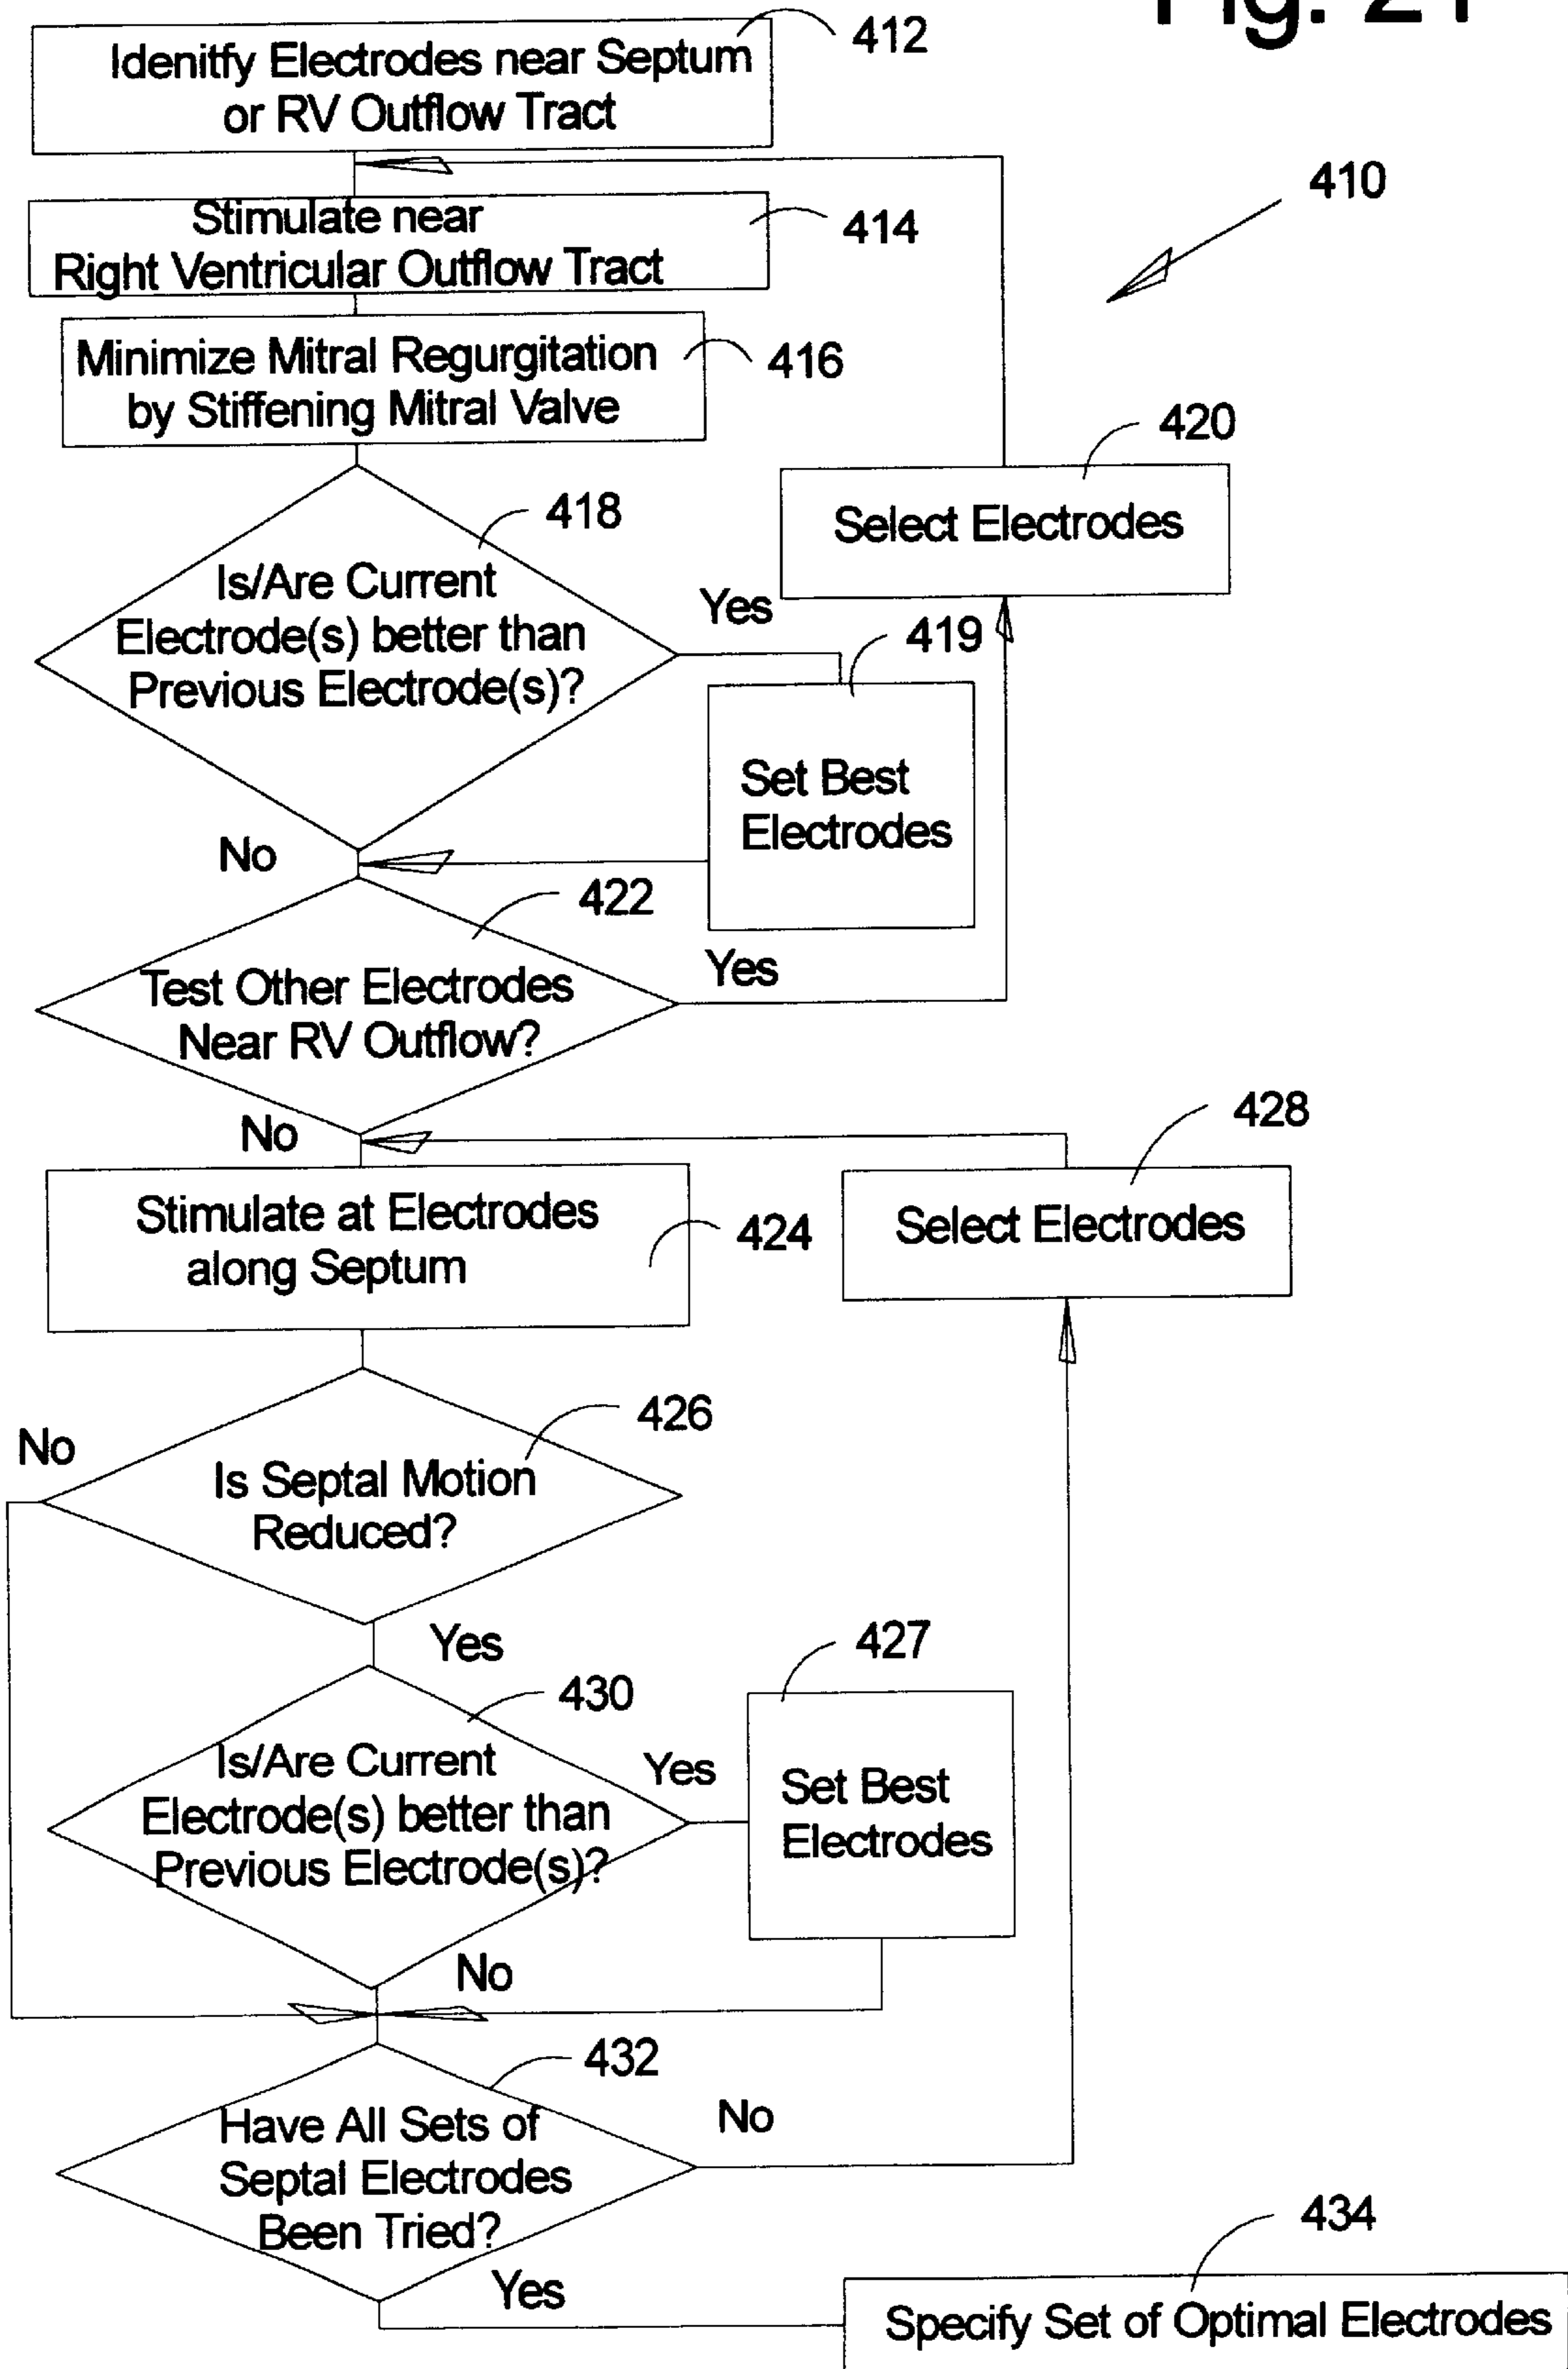 Fig. 21
412
Idenitfy Electrodes near Septum
or RV Outflow Tract
410
Stimulate near
Right Ventricular Outflow Tract
414
Minimize Mitral Regurgitation
by Stiffening Mitral Valve
416
420
Select Electrodes
418
Is/Are Current
Electrode(s) better than
Previous Electrode(s)?
Yes
419
Set Best
Electrodes
No
422
Test Other Electrodes
Near RV Outflow?
Yes
No
428
Select Electrodes
Stimulate at Electrodes
along Septum
424
426
No
Is Septal Motion
Reduced?
Yes
427
430
Is/Are Current
Electrode(s) better than
Previous Electrode(s)?
Yes
Set Best
Electrodes
No
432
Have All Sets of
Septal Electrodes
Been Tried?
No
Yes
434
Specify Set of Optimal Electrodes